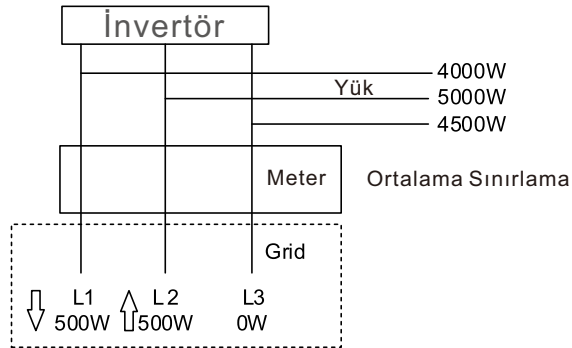 İnvertör
4000W
Yük
5000W
4500W
Meter
Ortalama Sınırlama
Grid
L1 L2 L3
500W 500W 0W